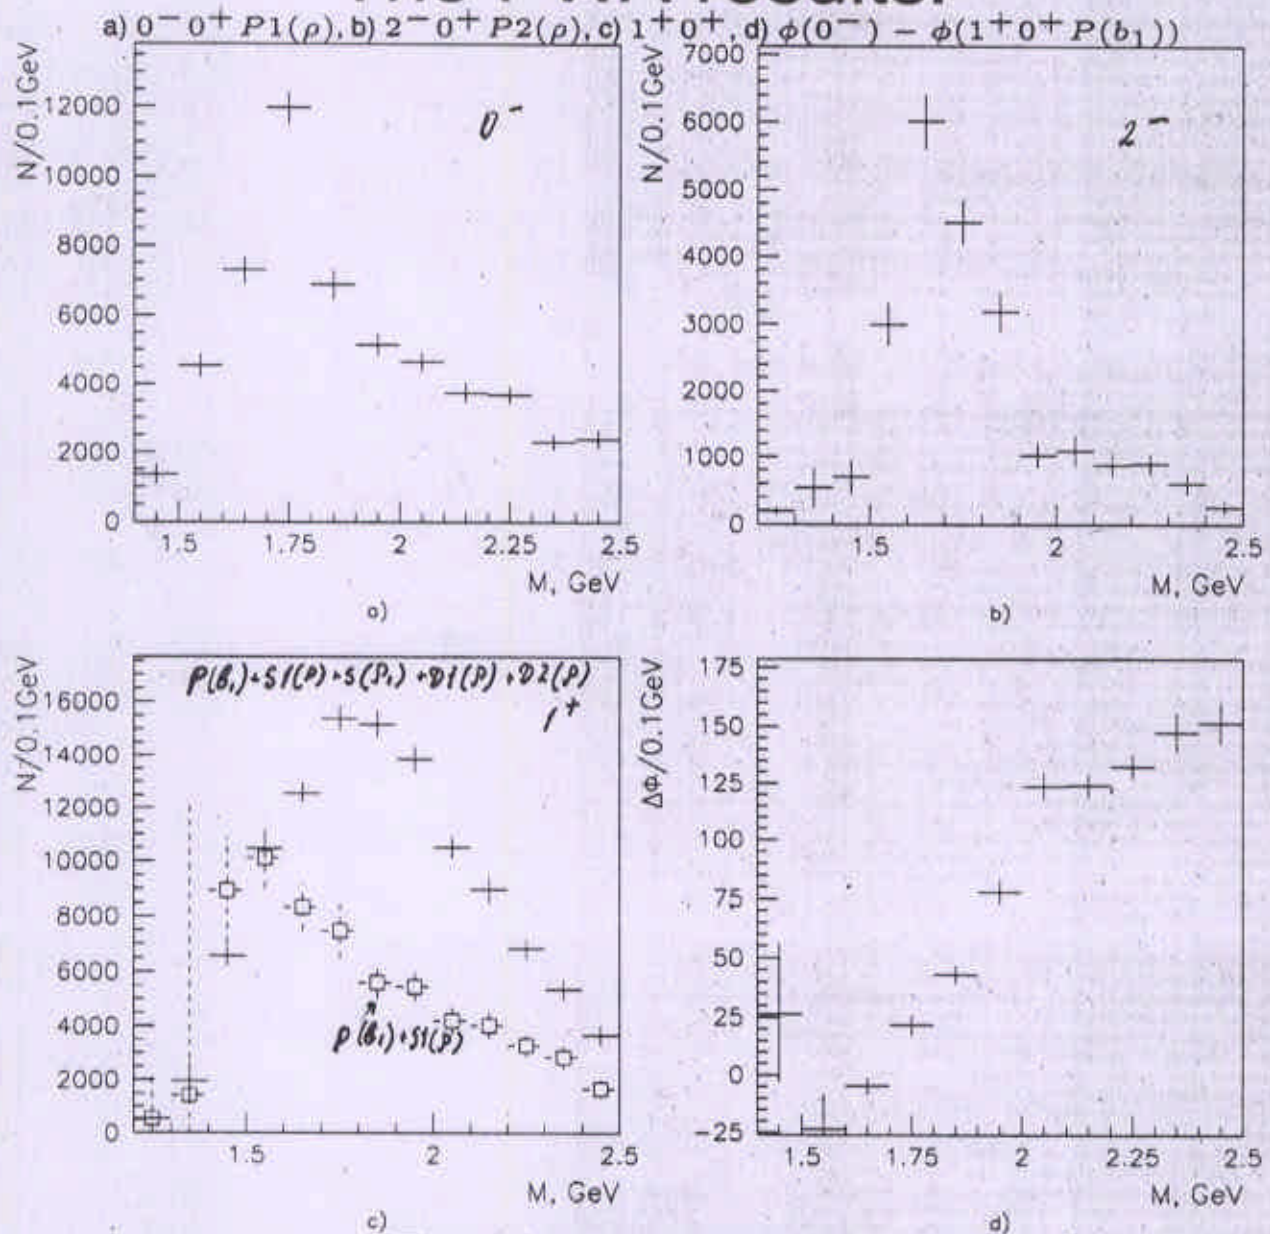 a) 0⁻0⁺ P1(ρ), b) 2⁻0⁺ P2(ρ), c) 1⁺0⁺, d) ϕ(0⁻) − ϕ(1⁺0⁺P(b₁))
N/0.1GeV
12000
10000
8000
6000
4000
2000
0
0⁻
1.5 1.75 2 2.25 2.5
M, GeV
a)
N/0.1GeV
7000
6000
5000
4000
3000
2000
1000
0
2⁻
1.5 2 2.5
M, GeV
b)
N/0.1GeV
16000
14000
12000
10000
8000
6000
4000
2000
0
P(b₁)+S1(ρ)+S(ρ₁)+D1(ρ)+D2(ρ)
1⁺
P(b₁)+S1(ρ)
1.5 2 2.5
M, GeV
c)
ΔΦ/0.1GeV
175
150
125
100
75
50
25
0
−25
1.5 1.75 2 2.25 2.5
M, GeV
d)